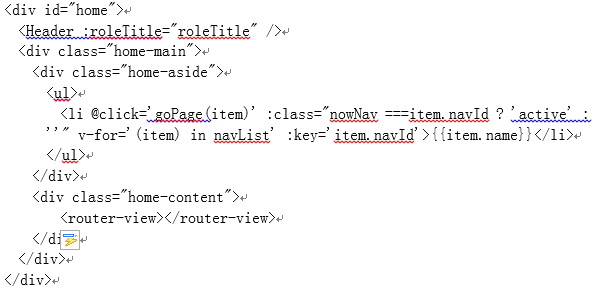 <div id="home">
<Header :roleTitle="roleTitle" />
<div class="home-main">
<div class="home-aside">
<ul>
<li @click='goPage(item)' :class="nowNav ===item.navId ? 'active' :
''" v-for='(item) in navList' :key='item.navId'>{{item.name}}</li>
</ul>
</div>
<div class="home-content">
<router-view></router-view>
</di
</div>
</div>